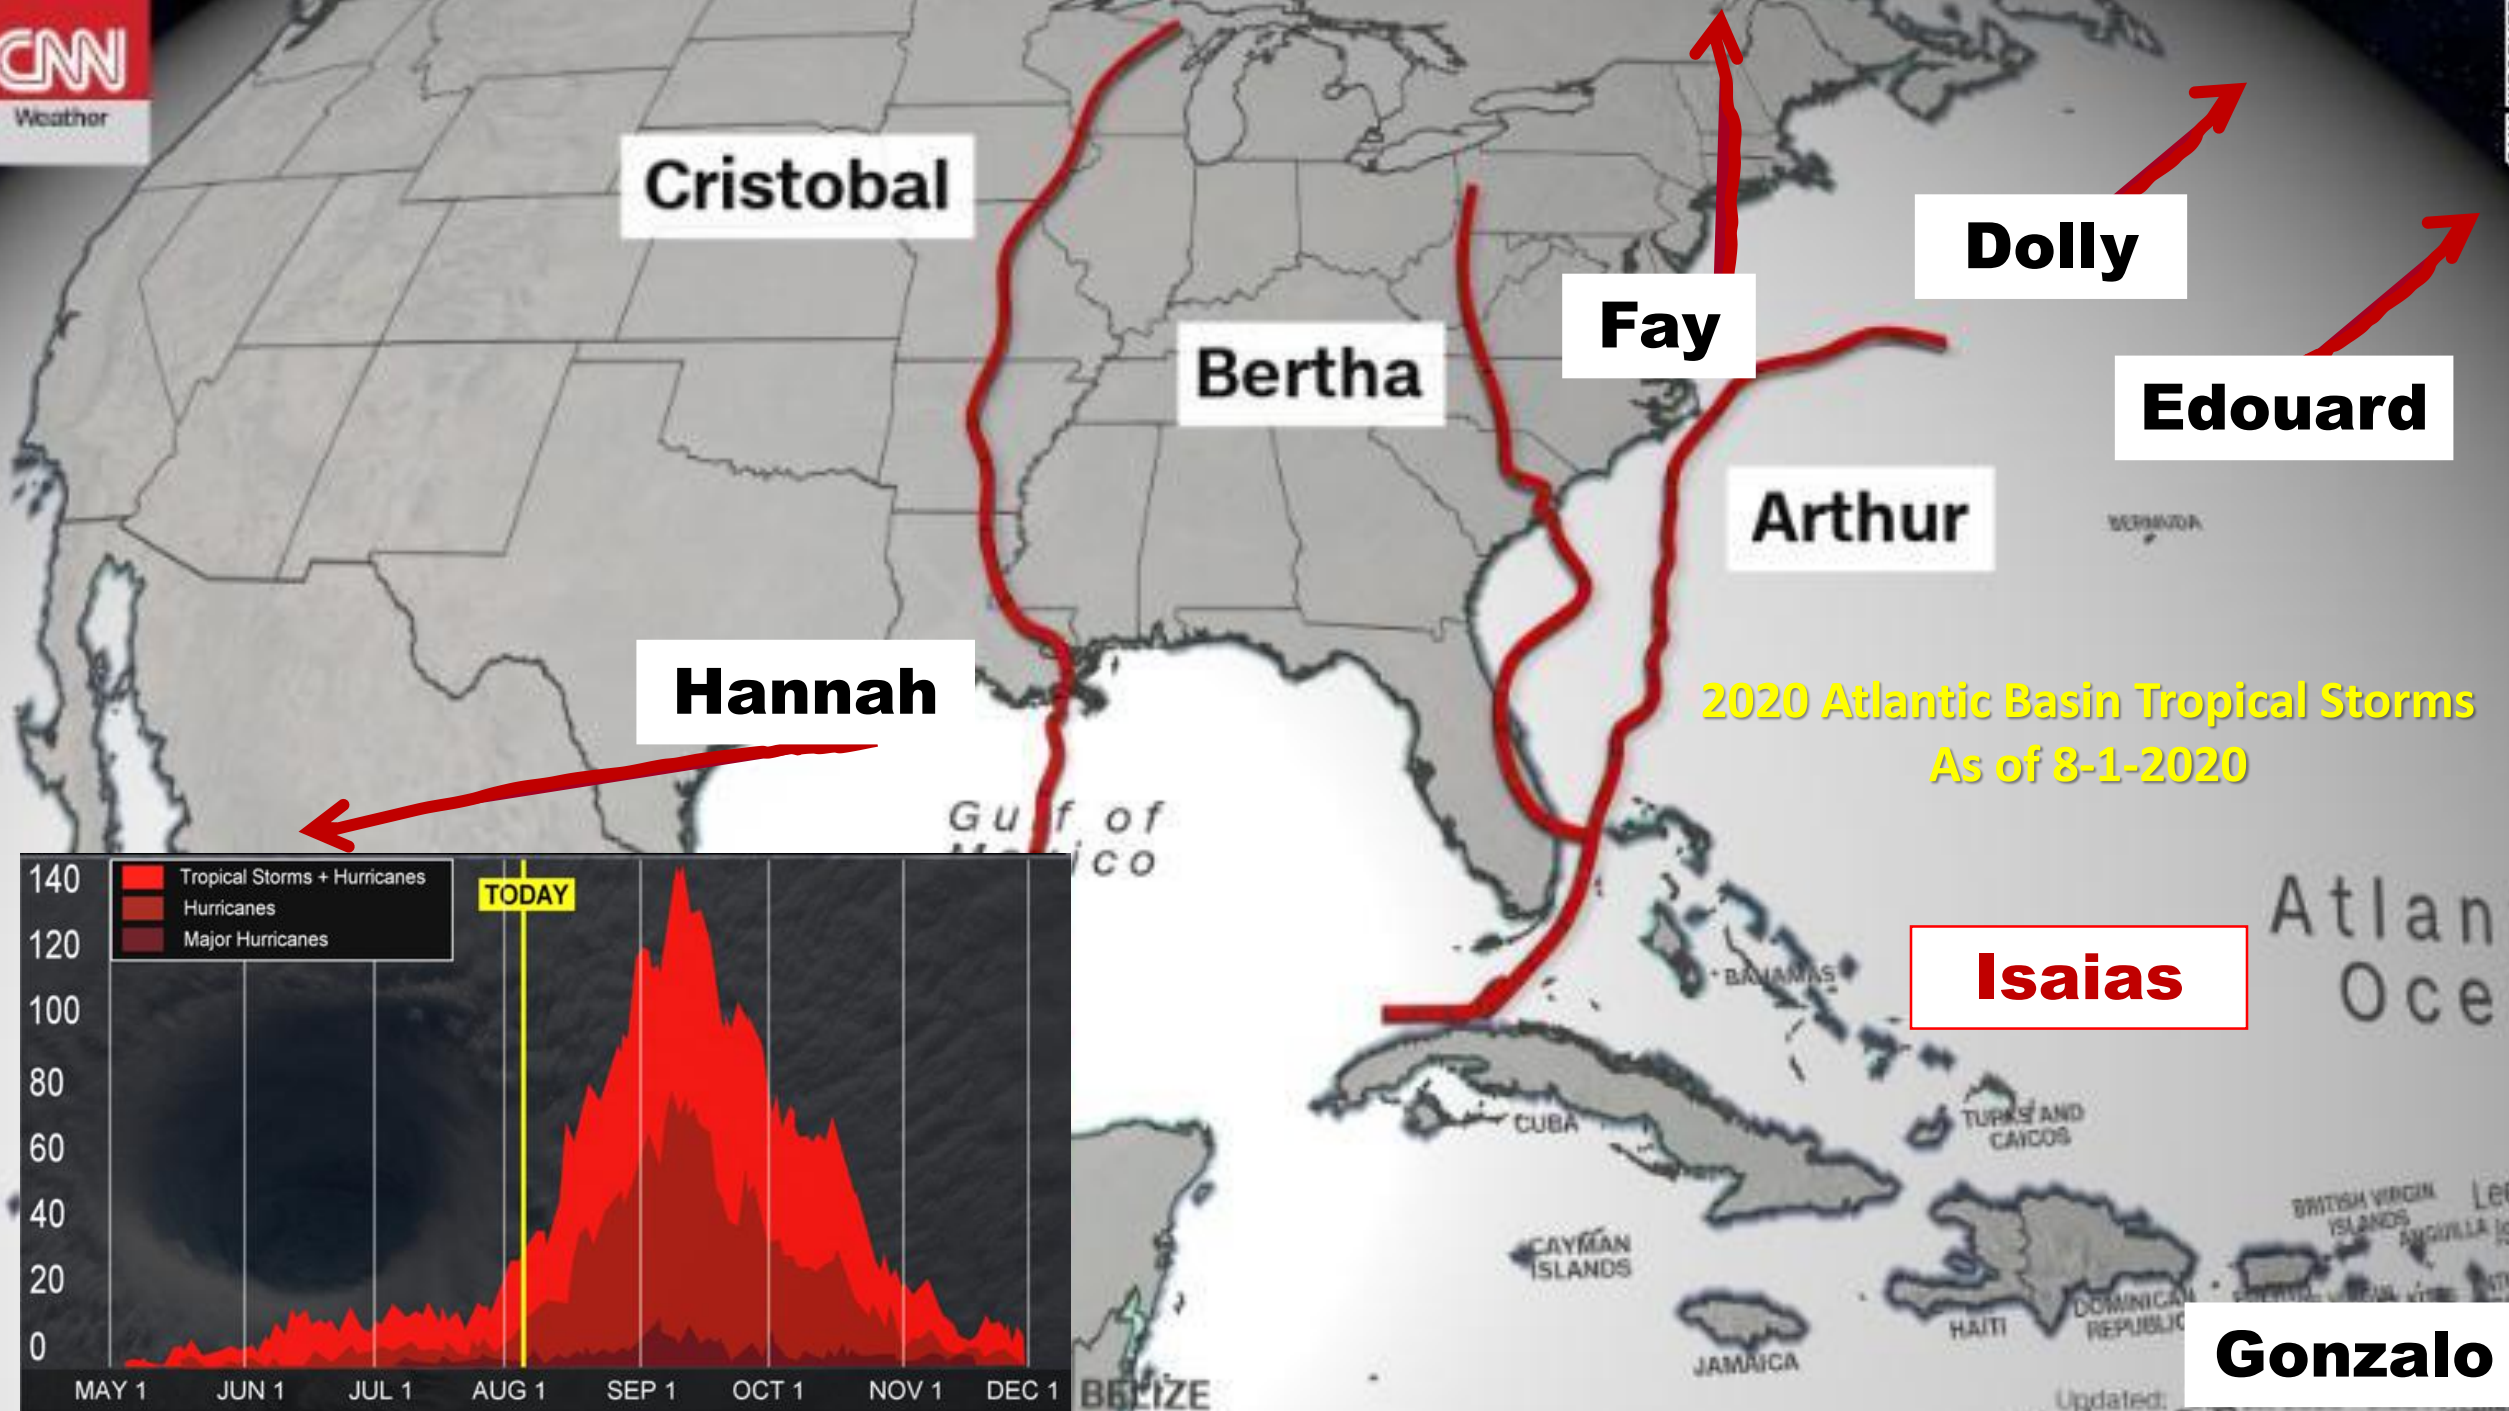 CNN
Weather
Cristobal
Bertha
Fay
Dolly
Edouard
Arthur
BERMUDA
Hannah
2020 Atlantic Basin Tropical Storms
As of 8-1-2020
Gulf of
Mexico
Atlan
Oce
BAHAMAS
Isaias
CUBA
TURKS AND
CAICOS
CAYMAN
ISLANDS
JAMAICA
HAITI
DOMINICAN
REPUBLIC
BRITISH VIRGIN
ISLANDS
Lee
ANGUILLA
Gonzalo
Updated:
BELIZE
140
120
100
80
60
40
20
0
Tropical Storms + Hurricanes
Hurricanes
Major Hurricanes
TODAY
MAY 1 JUN 1 JUL 1 AUG 1 SEP 1 OCT 1 NOV 1 DEC 1